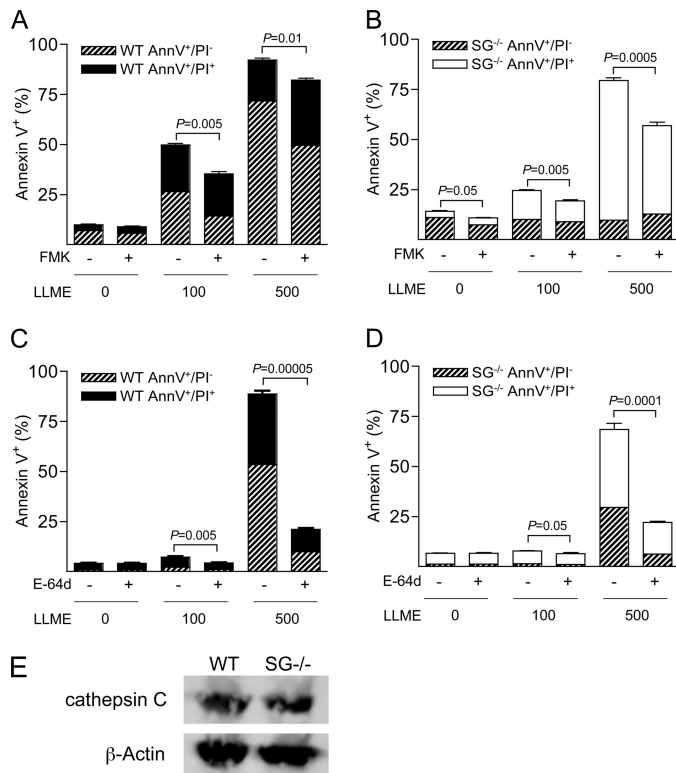 A
WT AnnV+/PI-
WT AnnV+/PI+
P=0.01
P=0.005
Annexin V+ (%)
100
75
50
25
0
FMK - + - + - +
LLME 0 100 500
B
SG-/- AnnV+/PI-
SG-/- AnnV+/PI+
P=0.0005
P=0.005
P=0.05
Annexin V+ (%)
100
75
50
25
0
FMK - + - + - +
LLME 0 100 500
C
WT AnnV+/PI-
WT AnnV+/PI+
P=0.00005
P=0.005
Annexin V+ (%)
100
75
50
25
0
E-64d - + - + - +
LLME 0 100 500
D
SG-/- AnnV+/PI-
SG-/- AnnV+/PI+
P=0.0001
P=0.05
Annexin V+ (%)
100
75
50
25
0
E-64d - + - + - +
LLME 0 100 500
E
WT SG-/-
cathepsin C
β-Actin